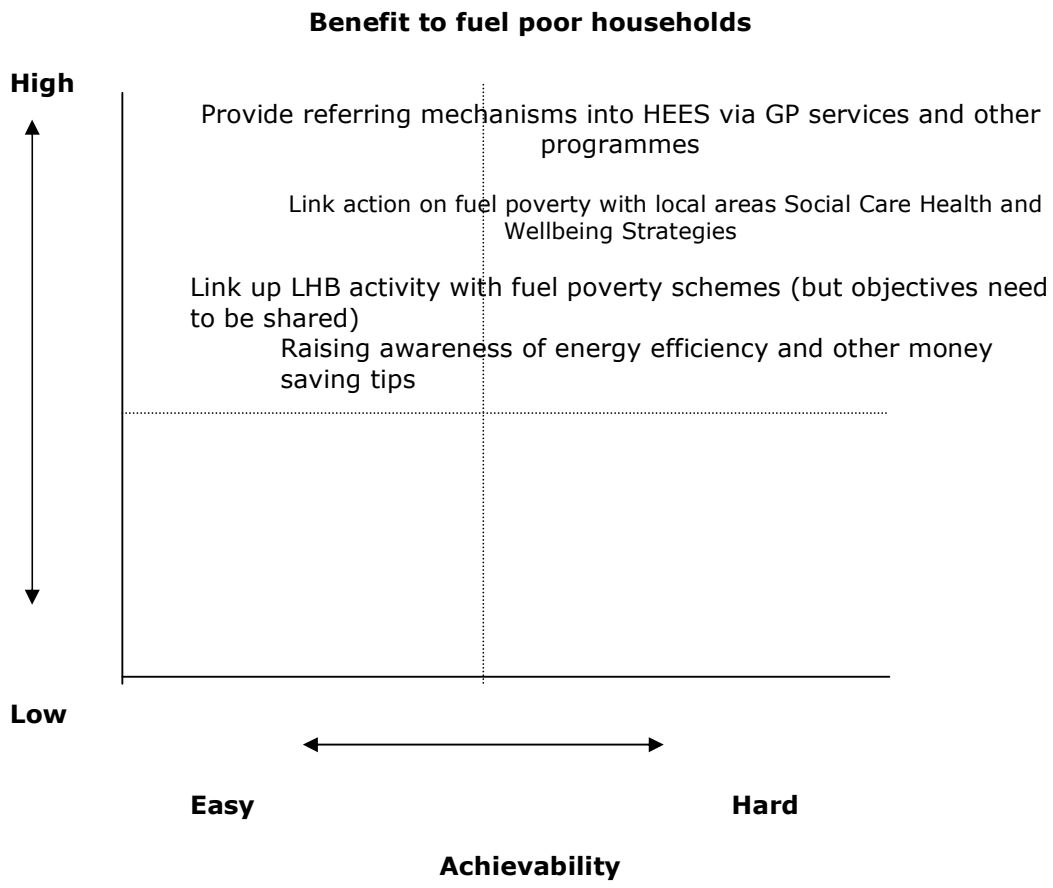 Benefit to fuel poor households
High
Provide referring mechanisms into HEES via GP services and other
programmes
Link action on fuel poverty with local areas Social Care Health and
Wellbeing Strategies
Link up LHB activity with fuel poverty schemes (but objectives need
to be shared)
Raising awareness of energy efficiency and other money
saving tips
Low
Easy
Hard
Achievability